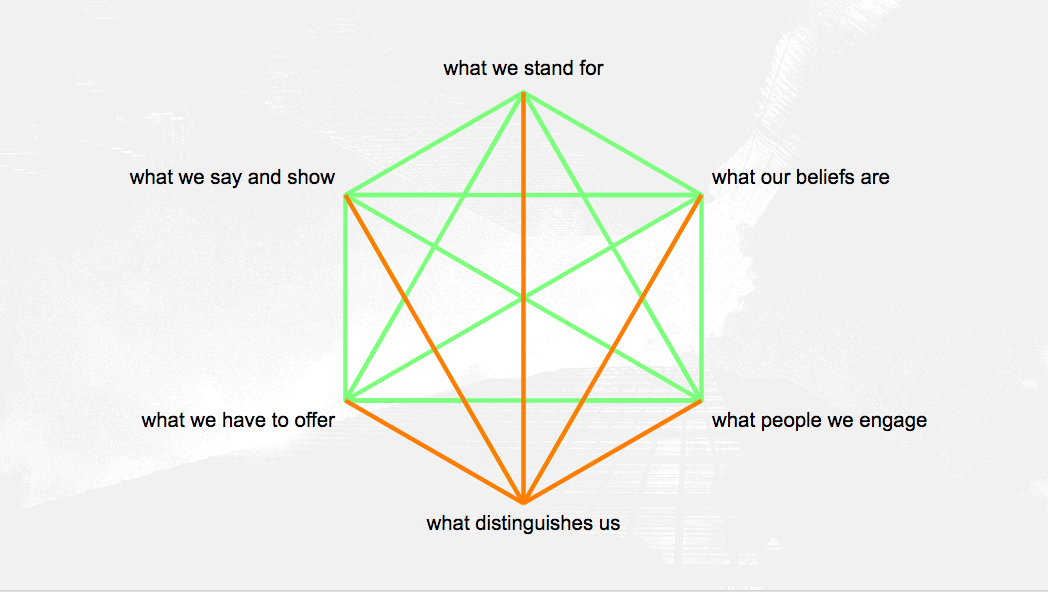 what we stand for
what we say and show
what our beliefs are
what we have to offer
what people we engage
what distinguishes us